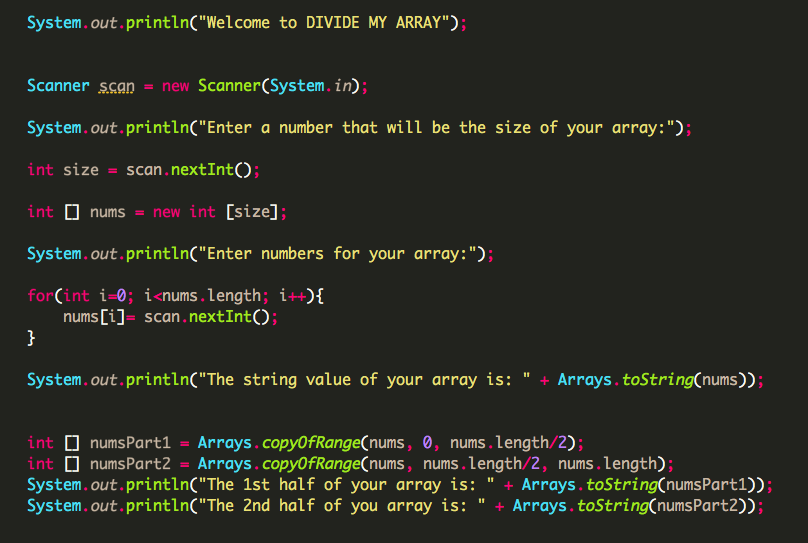 System.out.println("Welcome to DIVIDE MY ARRAY");
Scanner scan = new Scanner(System.in);
System.out.println("Enter a number that will be the size of your array:");
int size = scan.nextInt();
int [] nums = new int [size];
System.out.println("Enter numbers for your array:");
for(int i=0; i<nums.length; i++){
    nums[i]= scan.nextInt();
}
System.out.println("The string value of your array is: " + Arrays.toString(nums));
int [] numsPart1 = Arrays.copyOfRange(nums, 0, nums.length/2);
int [] numsPart2 = Arrays.copyOfRange(nums, nums.length/2, nums.length);
System.out.println("The 1st half of your array is: " + Arrays.toString(numsPart1));
System.out.println("The 2nd half of you array is: " + Arrays.toString(numsPart2));